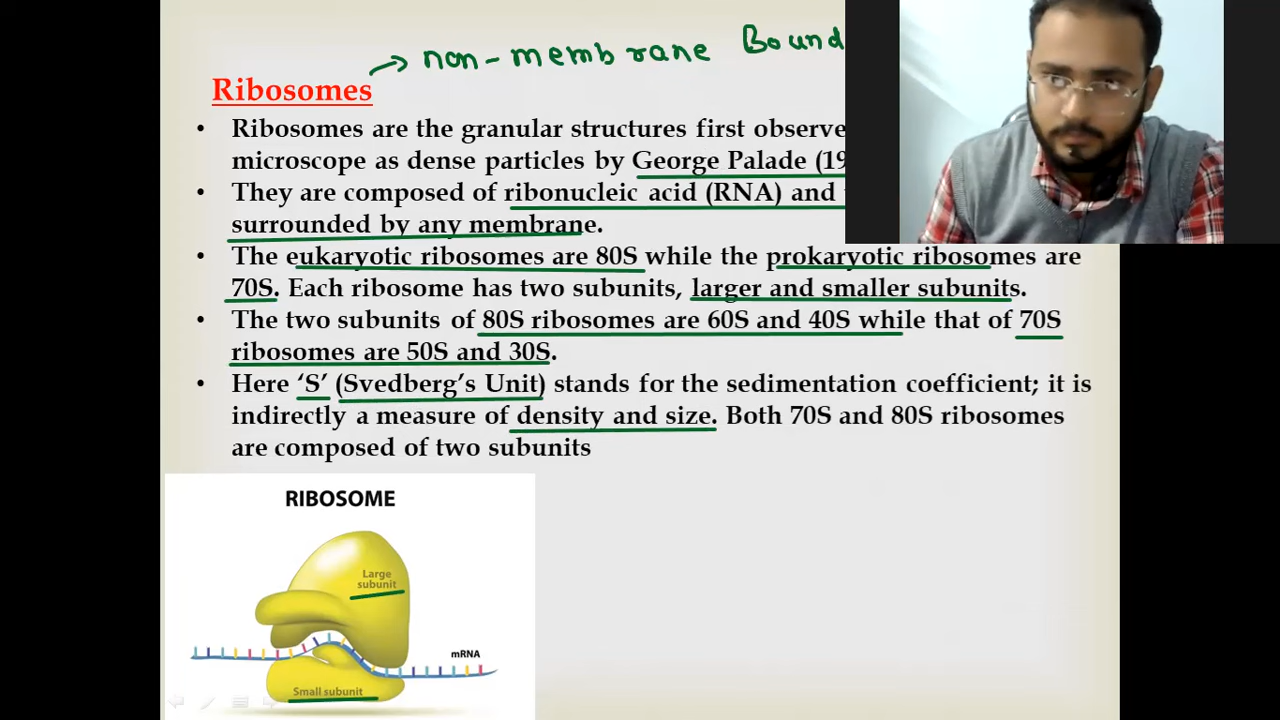 non-membrane Bound
Ribosomes
• Ribosomes are the granular structures first observe
microscope as dense particles by George Palade (19
• They are composed of ribonucleic acid (RNA) and
surrounded by any membrane.
• The eukaryotic ribosomes are 80S while the prokaryotic ribosomes are
70S. Each ribosome has two subunits, larger and smaller subunits.
• The two subunits of 80S ribosomes are 60S and 40S while that of 70S
ribosomes are 50S and 30S.
• Here ‘S’ (Svedberg’s Unit) stands for the sedimentation coefficient; it is
indirectly a measure of density and size. Both 70S and 80S ribosomes
are composed of two subunits
RIBOSOME
Large
subunit
mRNA
Small subunit